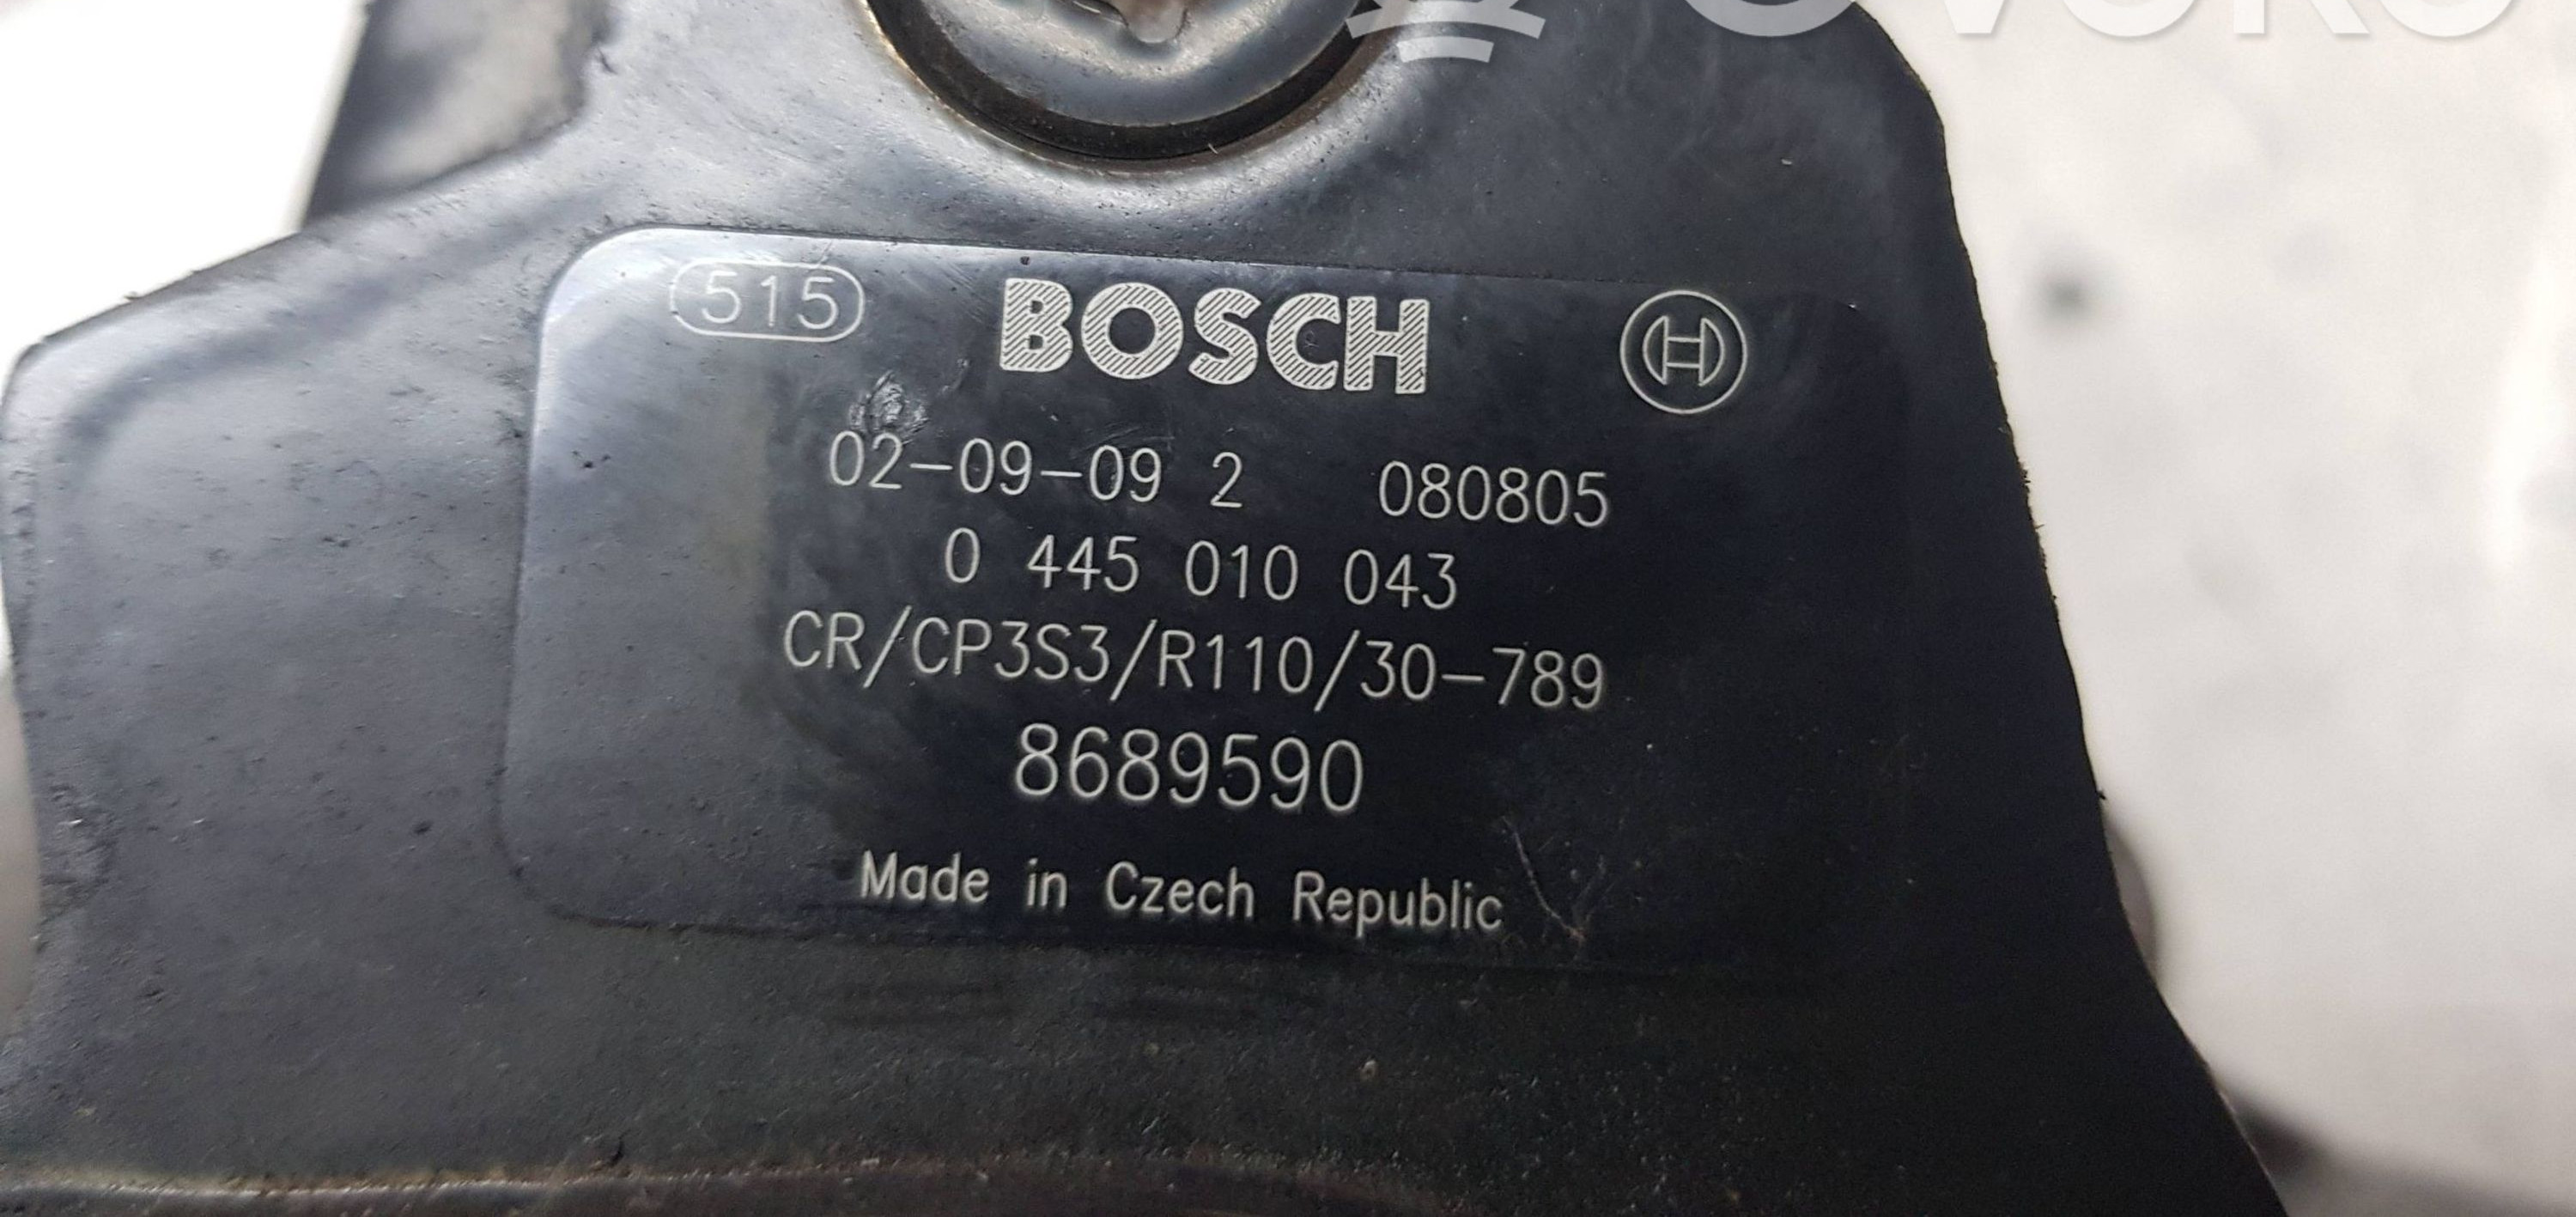 515 BOSCH
02-09-09 2 080805
0 445 010 043
CR/CP3S3/R110/30-789
8689590
Made in Czech Republic